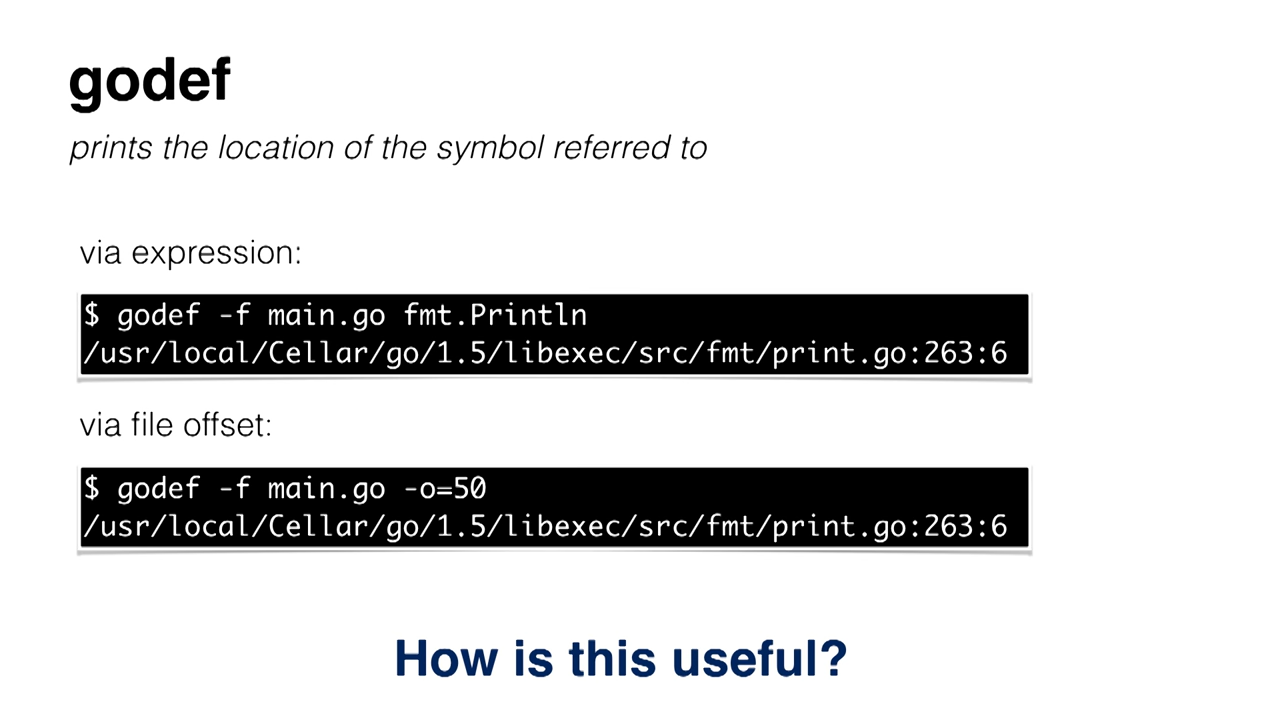 godef
prints the location of the symbol referred to
via expression:
$ godef -f main.go fmt.Println
/usr/local/Cellar/go/1.5/libexec/src/fmt/print.go:263:6
via file offset:
$ godef -f main.go -o=50
/usr/local/Cellar/go/1.5/libexec/src/fmt/print.go:263:6
How is this useful?